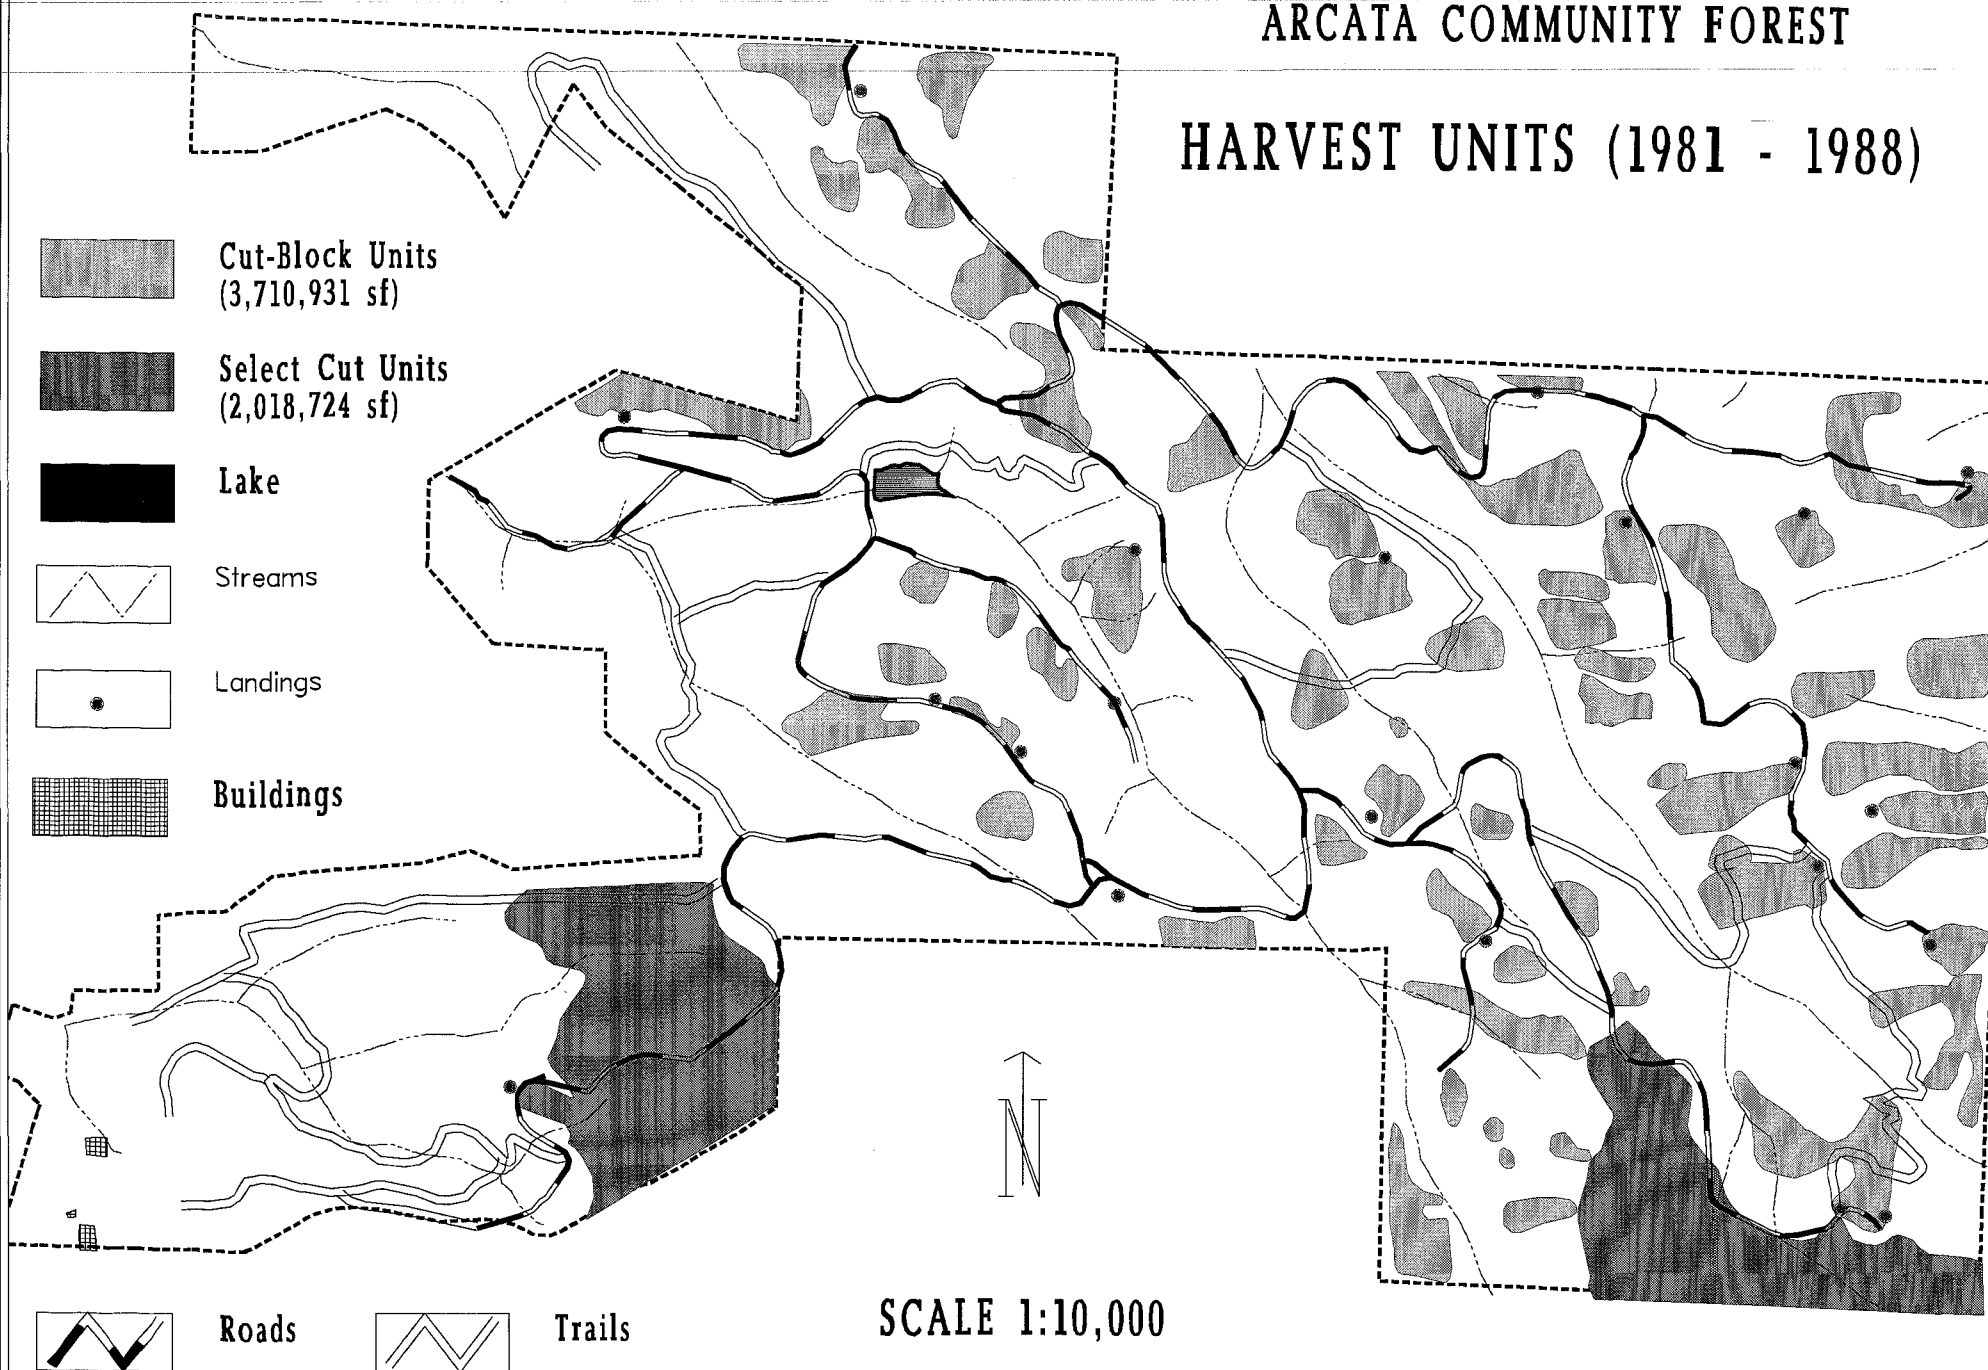 ARCATA COMMUNITY FOREST
HARVEST UNITS (1981 - 1988)
Cut-Block Units
(3,710,931 sf)
Select Cut Units
(2,018,724 sf)
Lake
Streams
Landings
Buildings
Roads
Trails
N
SCALE 1:10,000